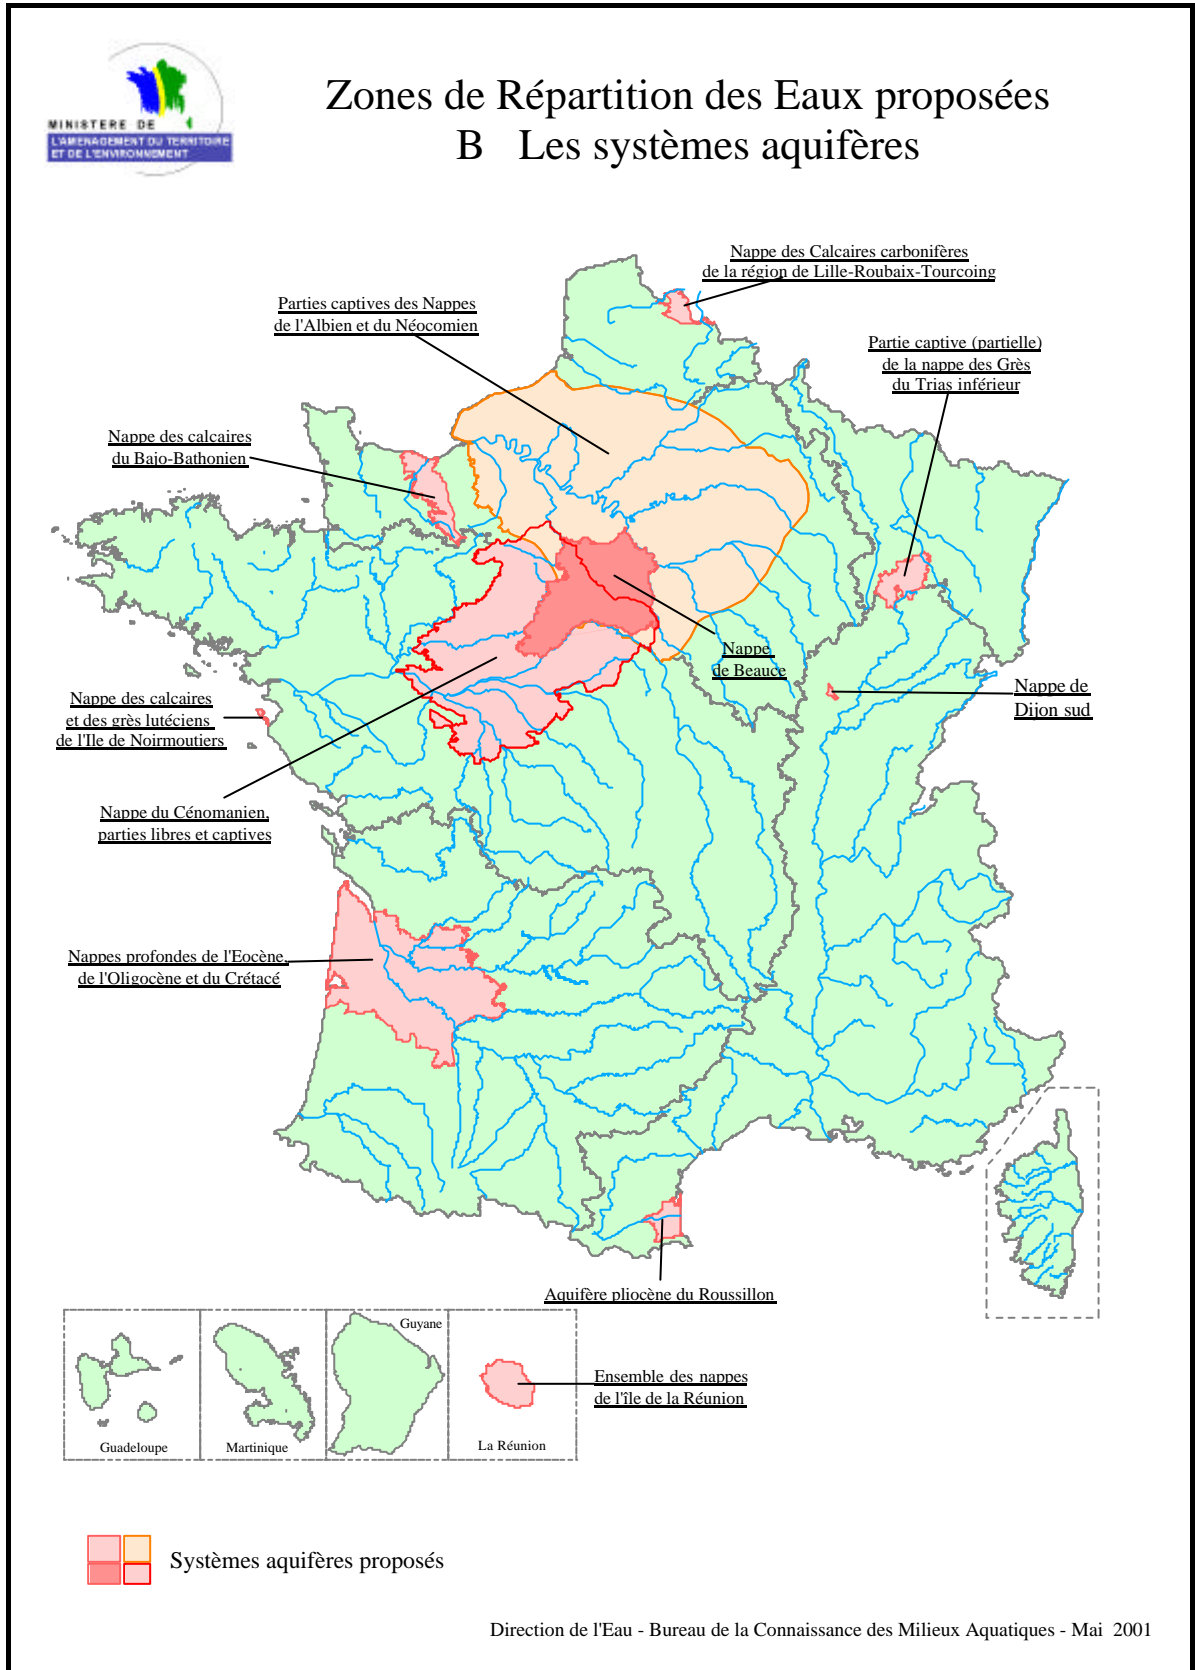 MINISTERE DE
L'AMENAGEMENT DU TERRITOIRE
ET DE L'ENVIRONNEMENT
Zones de Répartition des Eaux proposées
B Les systèmes aquifères
Nappe des Calcaires carbonifères
de la région de Lille-Roubaix-Tourcoing
Parties captives des Nappes
de l'Albien et du Néocomien
Partie captive (partielle)
de la nappe des Grès
du Trias inférieur
Nappe des calcaires
du Bajo-Bathonien
Nappe
de Beauce
Nappe de
Dijon sud
Nappe des calcaires
et des grès lutéciens
de l'Ile de Noirmoutiers
Nappe du Cénomanien,
parties libres et captives
Nappes profondes de l'Eocène,
de l'Oligocène et du Crétacé
Aquifère pliocène du Roussillon
Guyane
Ensemble des nappes
de l'île de la Réunion
Guadeloupe
Martinique
La Réunion
Systèmes aquifères proposés
Direction de l'Eau - Bureau de la Connaissance des Milieux Aquatiques - Mai 2001